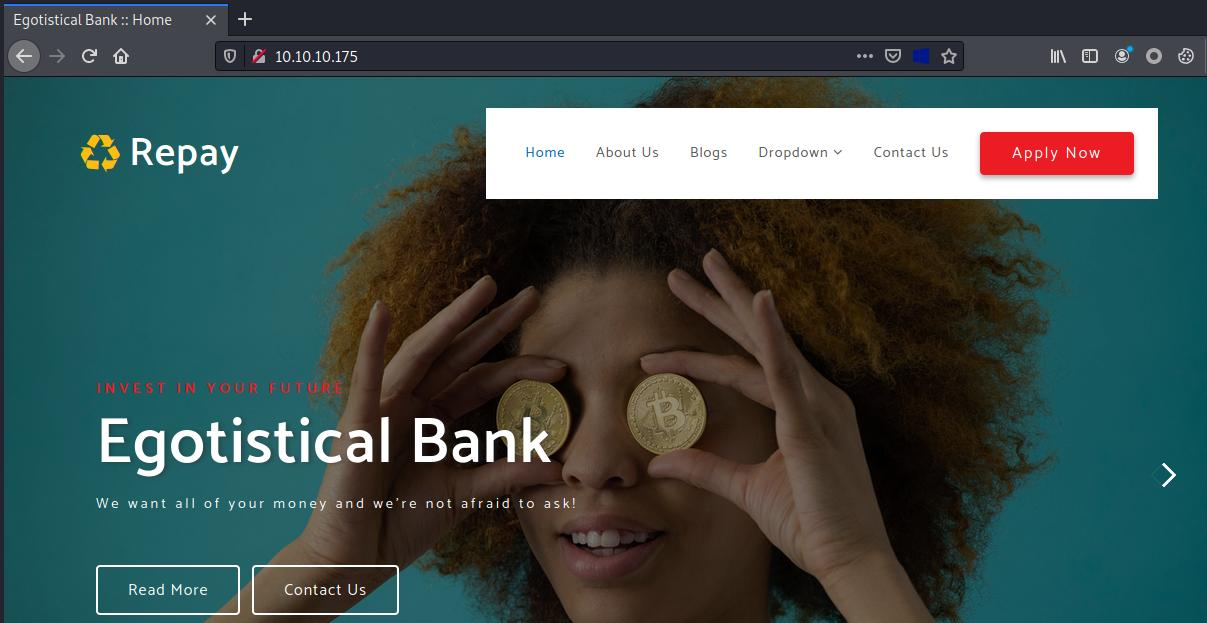 Egotistical Bank :: Home
10.10.10.175
Repay
Home About Us Blogs Dropdown Contact Us Apply Now
INVEST IN YOUR FUTURE
Egotistical Bank
We want all of your money and we're not afraid to ask!
Read More Contact Us